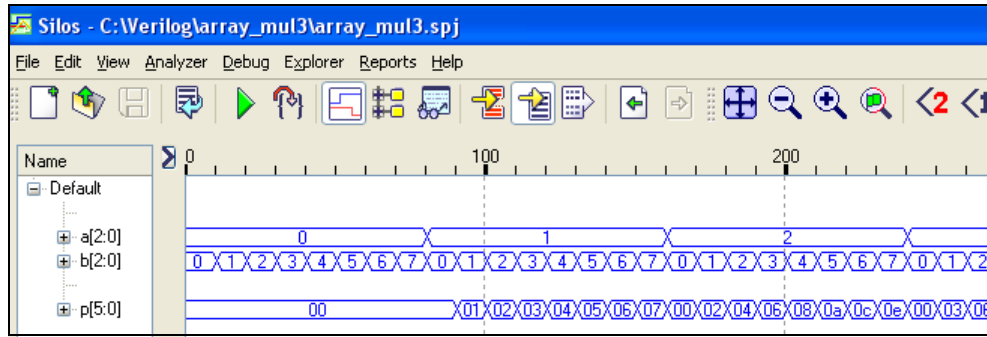 Silos - C:\Verilog\array_mul3\array_mul3.spj
File Edit View Analyzer Debug Explorer Reports Help
2 1
Name 0 100 200
Default
a[2:0] 0 1 2
b[2:0] 0 1 2 3 4 5 6 7 0 1 2 3 4 5 6 7 0 1 2 3 4 5 6 7 0 1 2
p[5:0] 00 01 02 03 04 05 06 07 00 02 04 06 08 0a 0c 0e 00 03 06